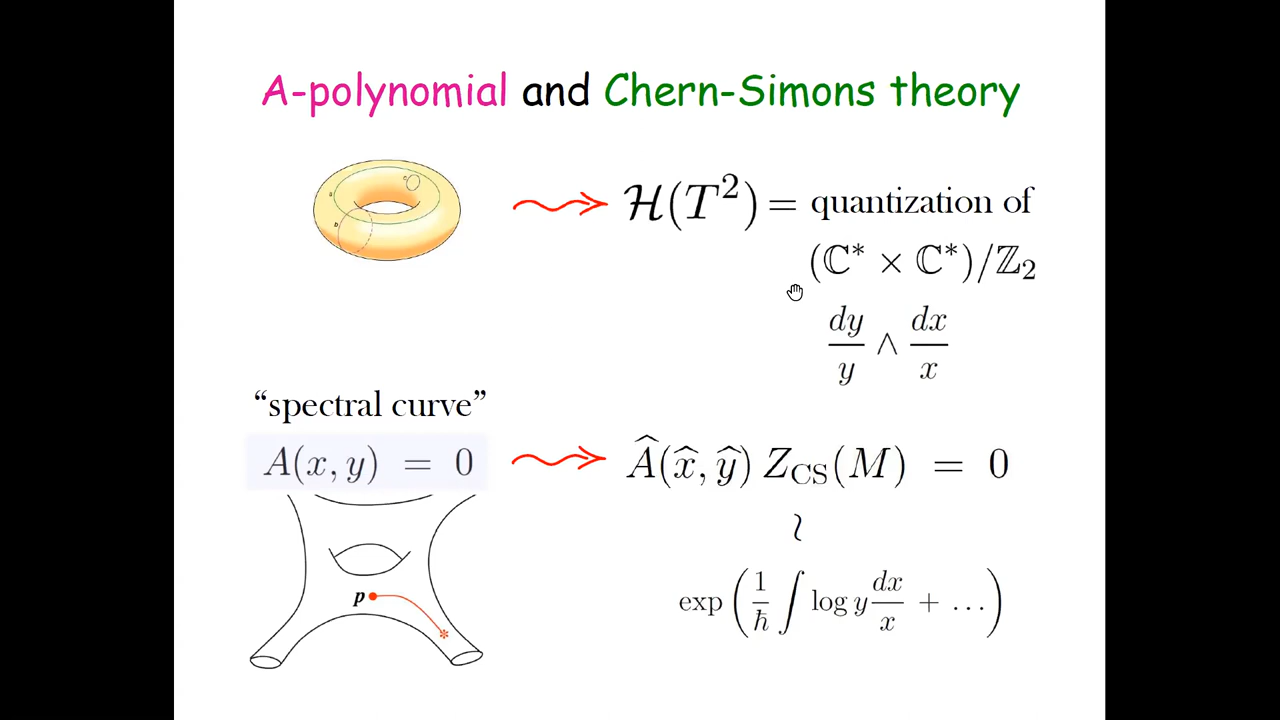 A-polynomial and Chern-Simons theory
ℋ(T²) = quantization of
(ℂ* × ℂ*)/ℤ₂
dy/y ∧ dx/x
“spectral curve”
A(x, y) = 0
Â(x̂, ŷ) Z_CS(M) = 0
≀
p
exp(1/ħ ∫ log y dx/x + …)